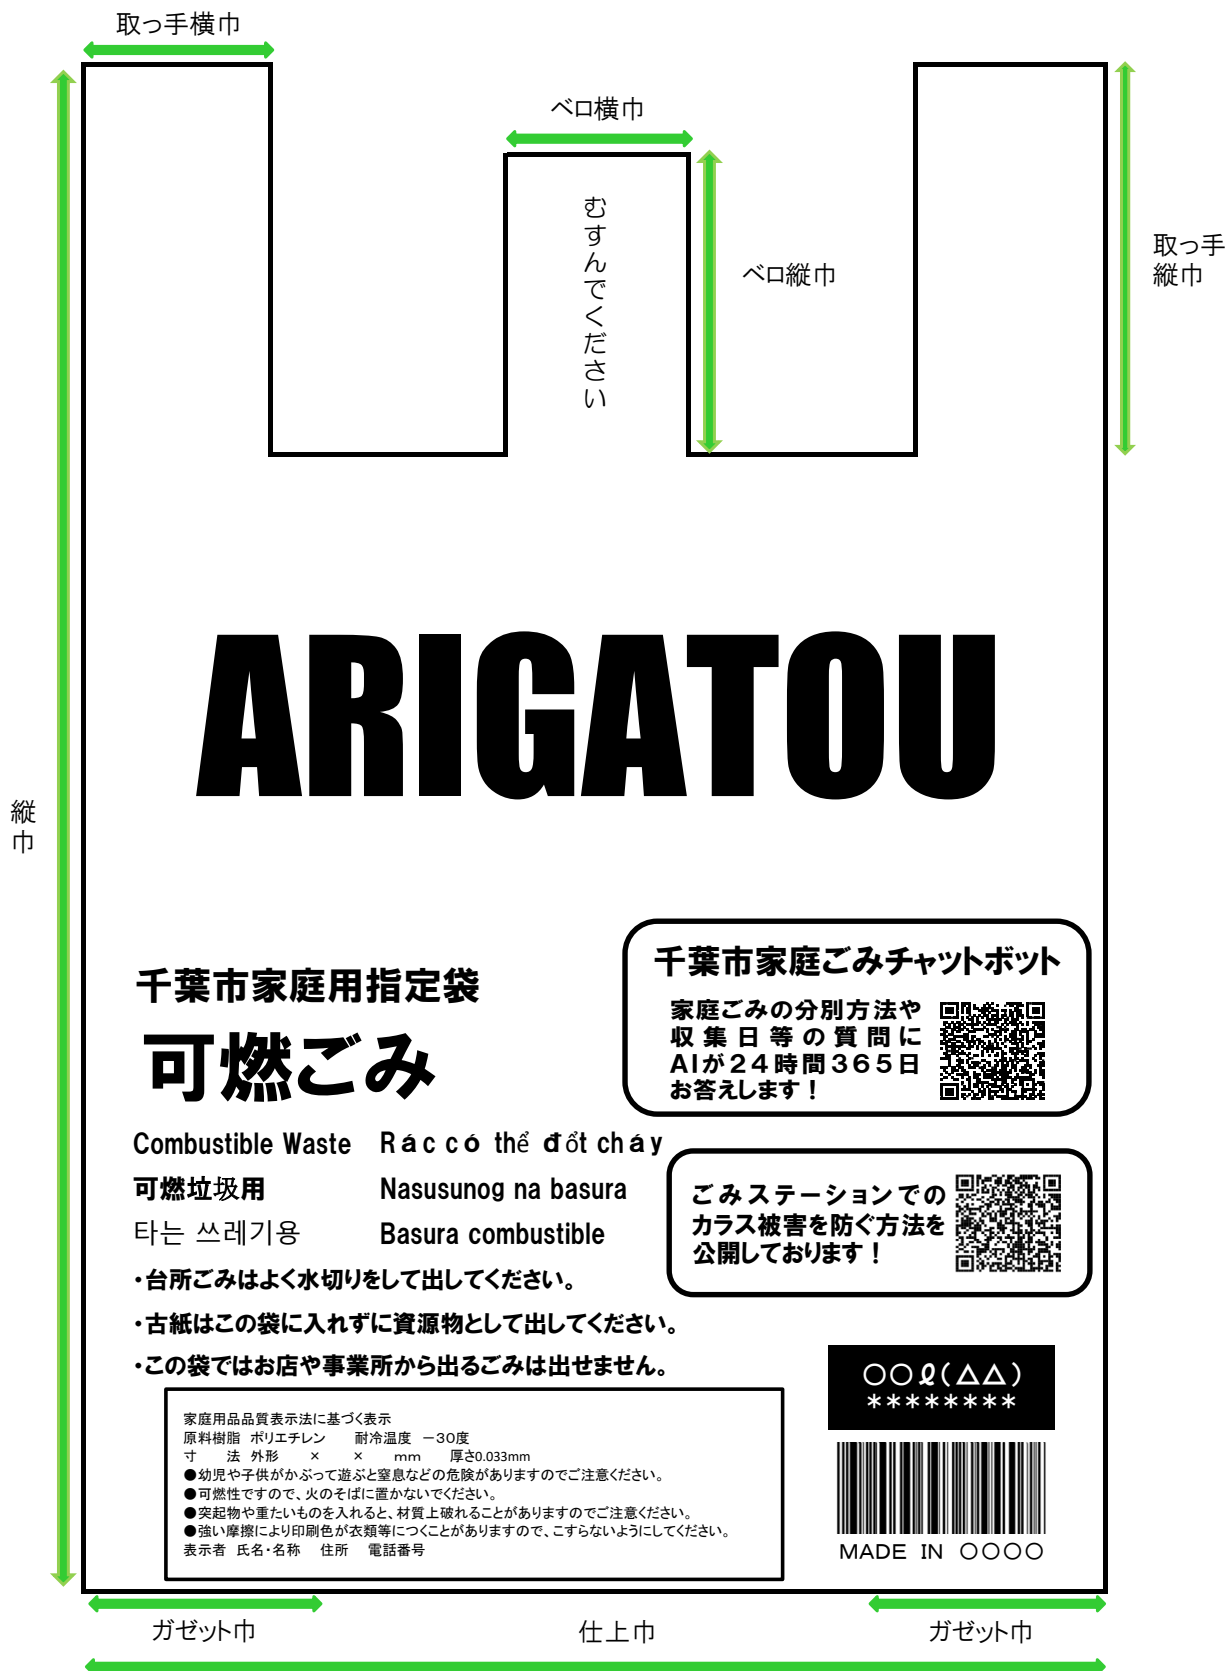 取っ手横巾
ベロ横巾
むすんでください
ベロ縦巾
取っ手
縦巾
縦
巾
ARIGATOU
千葉市家庭用指定袋
可燃ごみ
千葉市家庭ごみチャットボット
家庭ごみの分別方法や
収集日等の質問に
AIが24時間365日
お答えします！
Combustible Waste Rác có thể đốt cháy
可燃垃圾用 Nasusunog na basura
타는 쓰레기용 Basura combustible
ごみステーションでの
カラス被害を防ぐ方法を
公開しております！
・台所ごみはよく水切りをして出してください。
・古紙はこの袋に入れずに資源物として出してください。
・この袋ではお店や事業所から出るごみは出せません。
家庭用品品質表示法に基づく表示
原料樹脂 ポリエチレン 耐冷温度 －30度
寸 法 外形 × × mm 厚さ0.033mm
●幼児や子供がかぶって遊ぶと窒息などの危険がありますのでご注意ください。
●可燃性ですので、火のそばに置かないでください。
●突起物や重たいものを入れると、材質上破れることがありますのでご注意ください。
●強い摩擦により印刷色が衣類等につくことがありますので、こすらないようにしてください。
表示者 氏名・名称 住所 電話番号
○○ℓ(△△)
＊＊＊＊＊＊＊＊
MADE IN ○○○○
ガゼット巾
仕上巾
ガゼット巾